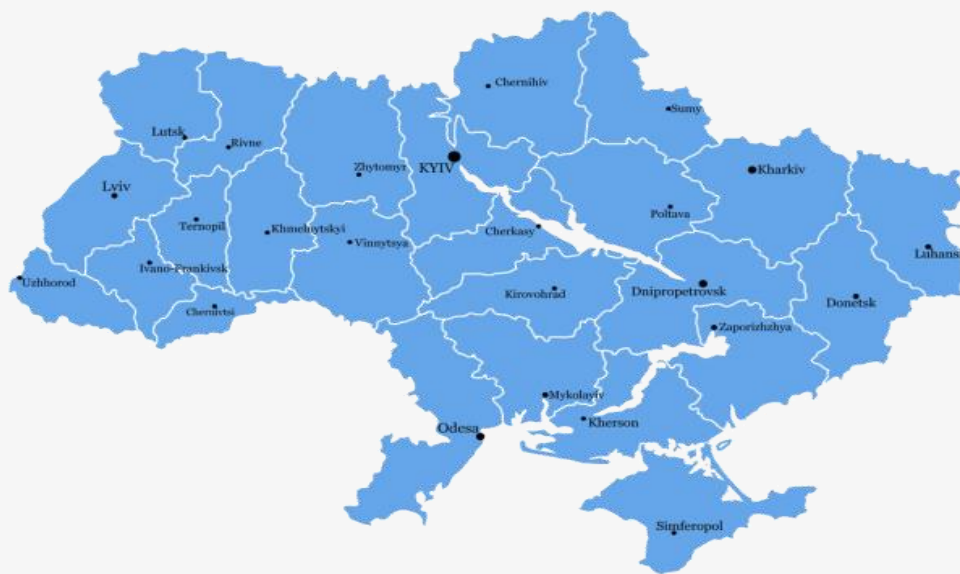 Chernihiv
Sumy
Lutsk
Rivne
KYIV
Zhytomyr
Kharkiv
Lviv
Poltava
Ternopil
Khmelnytskyi
Cherkasy
Vinnytsya
Luhans
Ivano-Frankivsk
Uzhhorod
Dnipropetrovsk
Kirovohrad
Donetsk
Chernivtsi
Zaporizhzhya
Mykolayiv
Kherson
Odesa
Simferopol